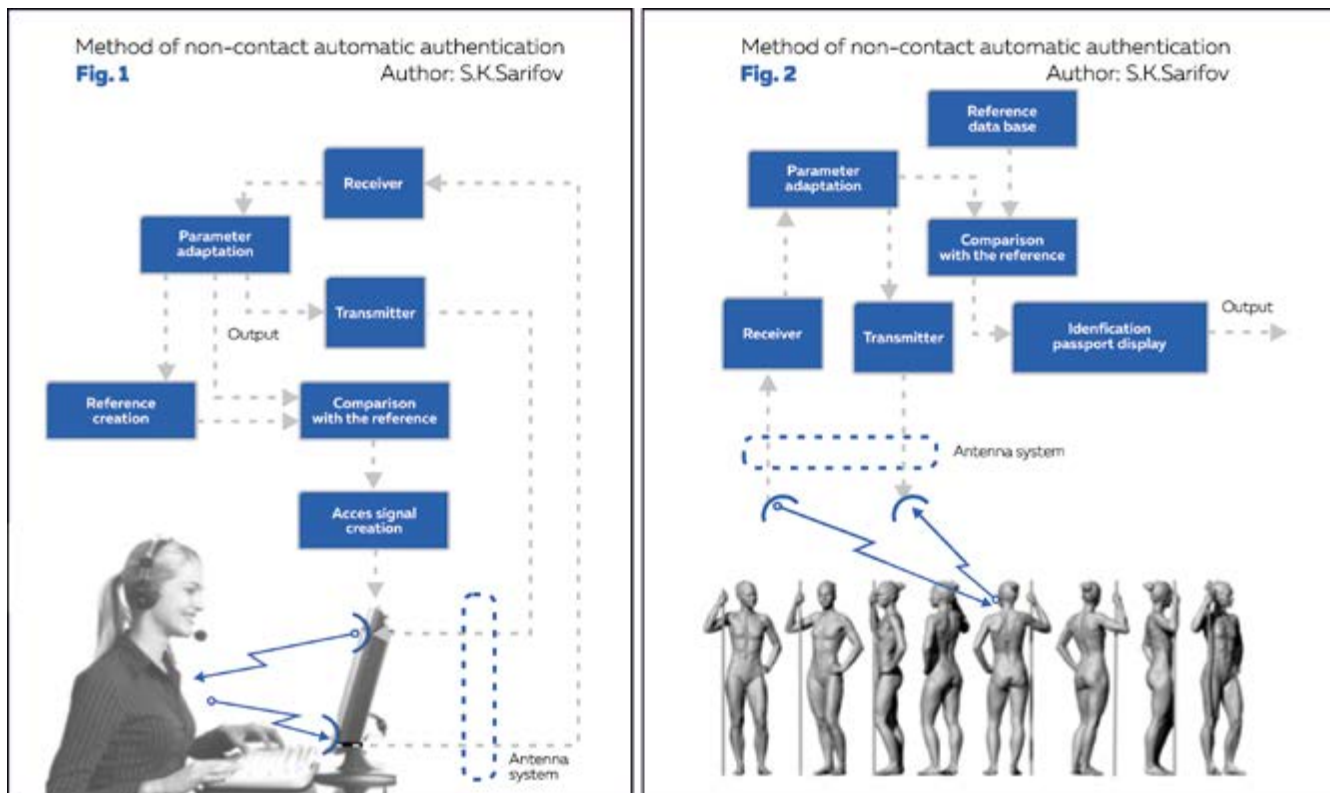 Method of non-contact automatic authentication
Fig. 1
Author: S.K.Sarifov
Receiver
Parameter
adaptation
Transmitter
Output
Reference
creation
Comparison
with the reference
Acces signal
creation
Antenna
system
Method of non-contact automatic authentication
Fig. 2
Author: S.K.Sarifov
Reference
data base
Parameter
adaptation
Comparison
with the reference
Receiver
Transmitter
Idenfication
passport display
Output
Antenna system